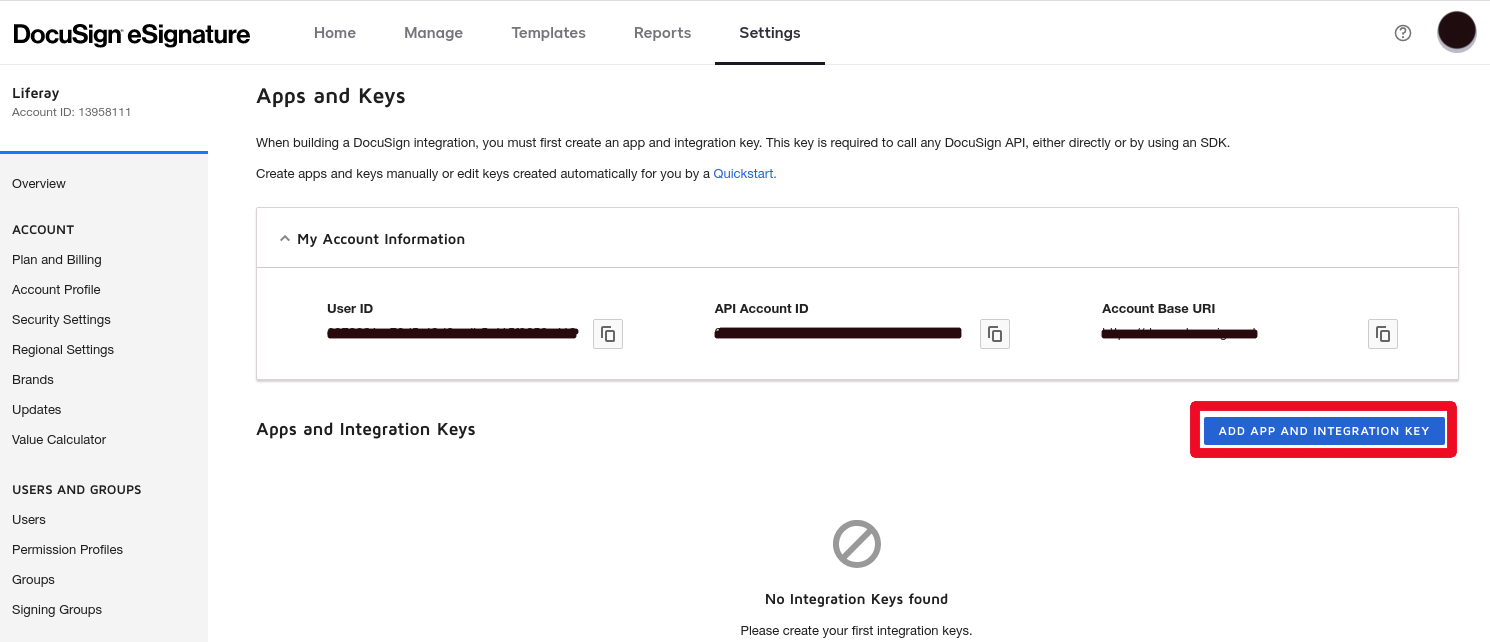 DocuSign eSignature
Home
Manage
Templates
Reports
Settings
Liferay
Account ID: 13958111
Overview
ACCOUNT
Plan and Billing
Account Profile
Security Settings
Regional Settings
Brands
Updates
Value Calculator
USERS AND GROUPS
Users
Permission Profiles
Groups
Signing Groups
Apps and Keys
When building a DocuSign integration, you must first create an app and integration key. This key is required to call any DocuSign API, either directly or by using an SDK.
Create apps and keys manually or edit keys created automatically for you by a Quickstart.
My Account Information
User ID
API Account ID
Account Base URI
Apps and Integration Keys
ADD APP AND INTEGRATION KEY
No Integration Keys found
Please create your first integration keys.